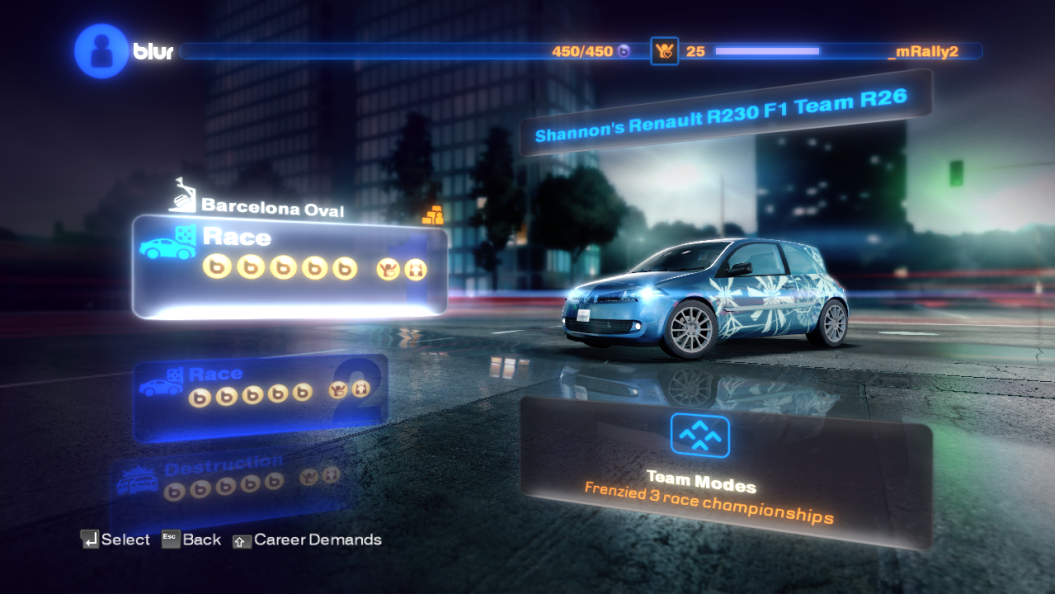 blur
450/450
25
_mRally2
Shannon's Renault R230 F1 Team R26
Barcelona Oval
Race
Race
2
Destruction
Team Modes
Frenzied 3 race championships
Select
Esc Back
Career Demands